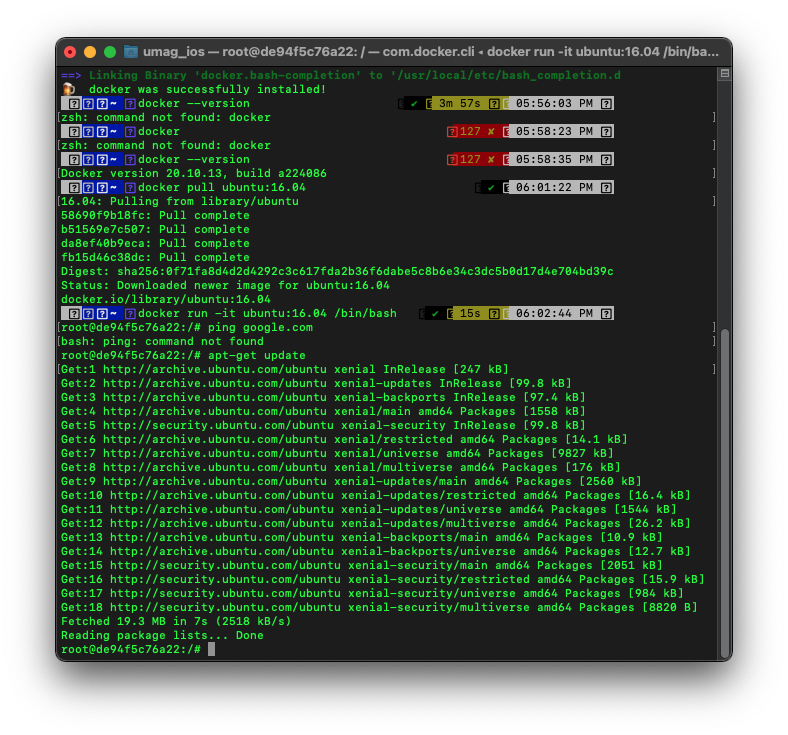 umag_ios — root@de94f5c76a22: / — com.docker.cli ◂ docker run -it ubuntu:16.04 /bin/ba...
==> Linking Binary 'docker.bash-completion' to '/usr/local/etc/bash_completion.d
🍺  docker was successfully installed!
~ docker --version ✔ 3m 57s 05:56:03 PM
[zsh: command not found: docker ]
~ docker 127 ✘ 05:58:23 PM
zsh: command not found: docker
~ docker --version 127 ✘ 05:58:35 PM
[Docker version 20.10.13, build a224086
~ docker pull ubuntu:16.04 ✔ 06:01:22 PM
[16.04: Pulling from library/ubuntu ]
58690f9b18fc: Pull complete
b51569e7c507: Pull complete
da8ef40b9eca: Pull complete
fb15d46c38dc: Pull complete
Digest: sha256:0f71fa8d4d2d4292c3c617fda2b36f6dabe5c8b6e34c3dc5b0d17d4e704bd39c
Status: Downloaded newer image for ubuntu:16.04
docker.io/library/ubuntu:16.04
~ docker run -it ubuntu:16.04 /bin/bash ✔ 15s 06:02:44 PM
[root@de94f5c76a22:/# ping google.com ]
[bash: ping: command not found ]
root@de94f5c76a22:/# apt-get update
[Get:1 http://archive.ubuntu.com/ubuntu xenial InRelease [247 kB] ]
Get:2 http://archive.ubuntu.com/ubuntu xenial-updates InRelease [99.8 kB]
Get:3 http://archive.ubuntu.com/ubuntu xenial-backports InRelease [97.4 kB]
Get:4 http://archive.ubuntu.com/ubuntu xenial/main amd64 Packages [1558 kB]
Get:5 http://security.ubuntu.com/ubuntu xenial-security InRelease [99.8 kB]
Get:6 http://archive.ubuntu.com/ubuntu xenial/restricted amd64 Packages [14.1 kB]
Get:7 http://archive.ubuntu.com/ubuntu xenial/universe amd64 Packages [9827 kB]
Get:8 http://archive.ubuntu.com/ubuntu xenial/multiverse amd64 Packages [176 kB]
Get:9 http://archive.ubuntu.com/ubuntu xenial-updates/main amd64 Packages [2560 kB]
Get:10 http://archive.ubuntu.com/ubuntu xenial-updates/restricted amd64 Packages [16.4 kB]
Get:11 http://archive.ubuntu.com/ubuntu xenial-updates/universe amd64 Packages [1544 kB]
Get:12 http://archive.ubuntu.com/ubuntu xenial-updates/multiverse amd64 Packages [26.2 kB]
Get:13 http://archive.ubuntu.com/ubuntu xenial-backports/main amd64 Packages [10.9 kB]
Get:14 http://archive.ubuntu.com/ubuntu xenial-backports/universe amd64 Packages [12.7 kB]
Get:15 http://security.ubuntu.com/ubuntu xenial-security/main amd64 Packages [2051 kB]
Get:16 http://security.ubuntu.com/ubuntu xenial-security/restricted amd64 Packages [15.9 kB]
Get:17 http://security.ubuntu.com/ubuntu xenial-security/universe amd64 Packages [984 kB]
Get:18 http://security.ubuntu.com/ubuntu xenial-security/multiverse amd64 Packages [8820 B]
Fetched 19.3 MB in 7s (2518 kB/s)
Reading package lists... Done
root@de94f5c76a22:/#